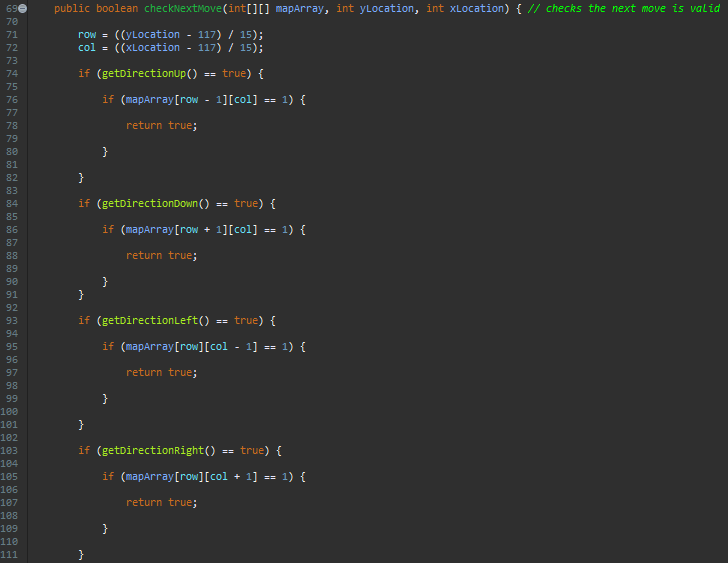 69 public boolean checkNextMove(int[][] mapArray, int yLocation, int xLocation) { // checks the next move is valid
70
71 row = ((yLocation - 117) / 15);
72 col = ((xLocation - 117) / 15);
73
74 if (getDirectionUp() == true) {
75
76 if (mapArray[row - 1][col] == 1) {
77
78 return true;
79
80 }
81
82 }
83
84 if (getDirectionDown() == true) {
85
86 if (mapArray[row + 1][col] == 1) {
87
88 return true;
89
90 }
91 }
92
93 if (getDirectionLeft() == true) {
94
95 if (mapArray[row][col - 1] == 1) {
96
97 return true;
98
99 }
100
101 }
102
103 if (getDirectionRight() == true) {
104
105 if (mapArray[row][col + 1] == 1) {
106
107 return true;
108
109 }
110
111 }